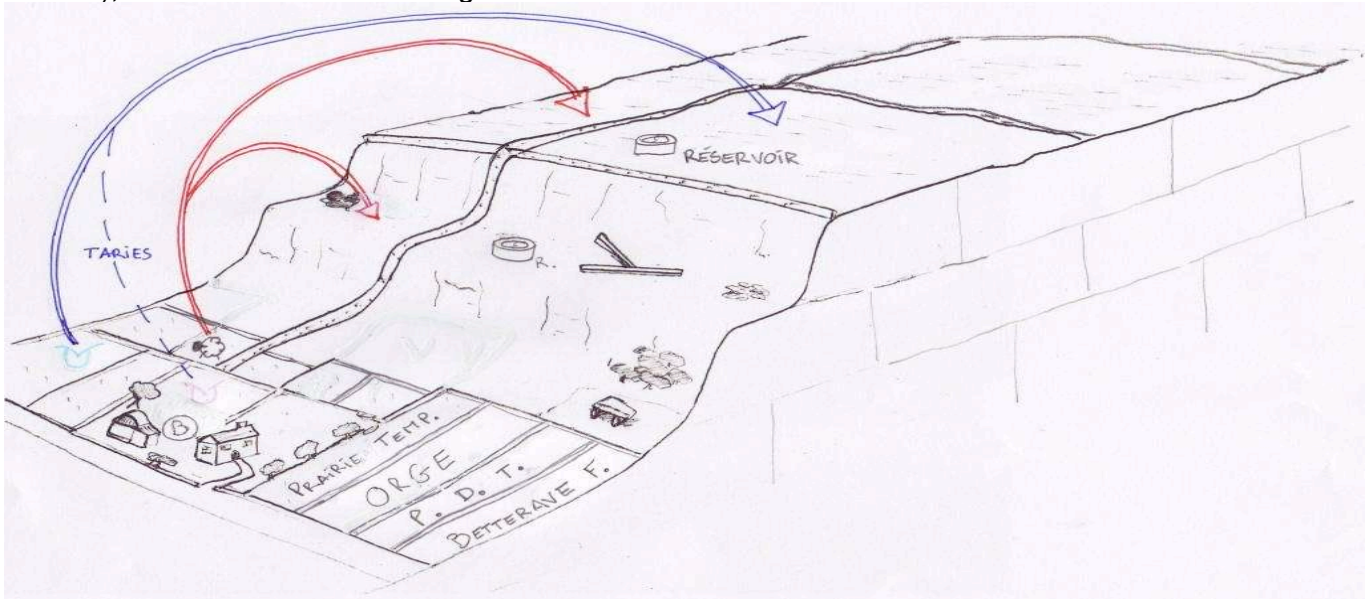 RÉSERVOIR
TARIES
R.
B
PRAIRIE TEMP.
ORGE
P. D. T.
BETTERAVE F.